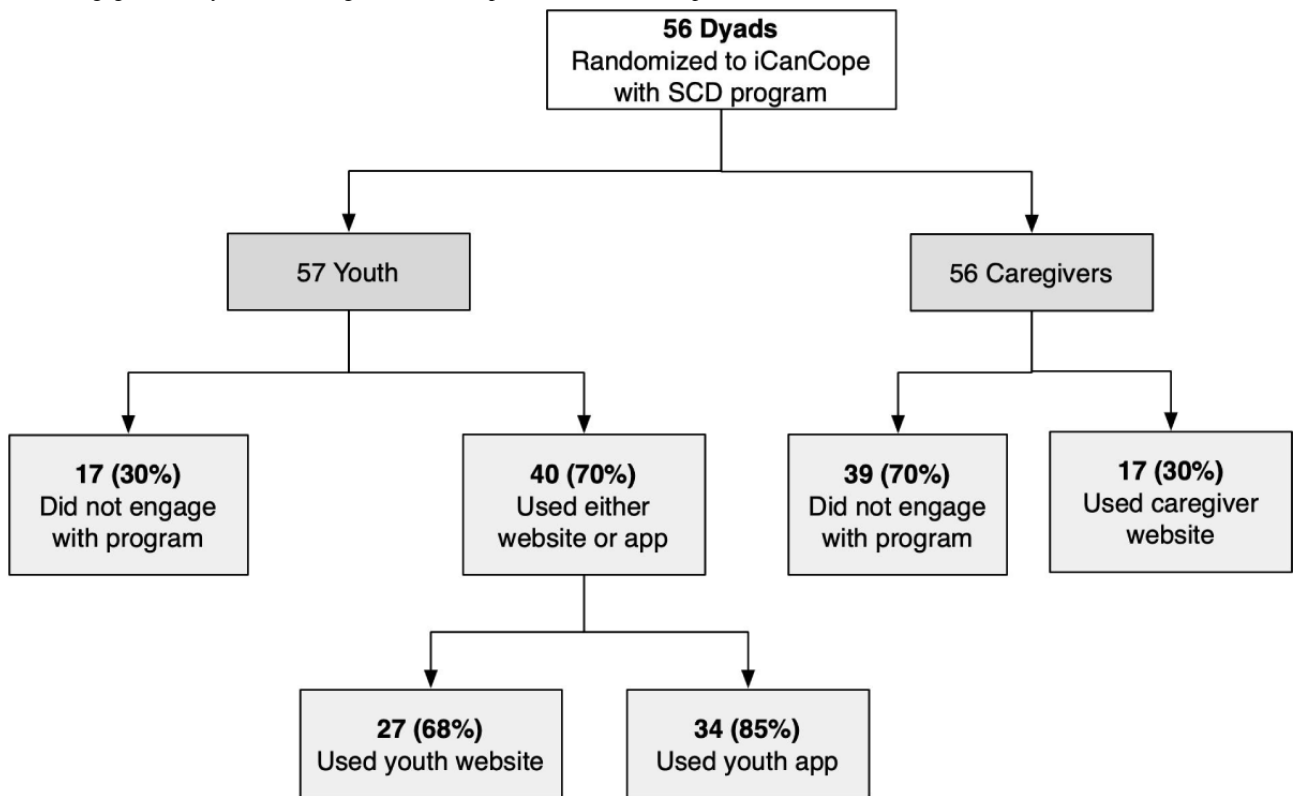 56 Dyads
Randomized to iCanCope
with SCD program
57 Youth
56 Caregivers
17 (30%)
Did not engage
with program
40 (70%)
Used either
website or app
39 (70%)
Did not engage
with program
17 (30%)
Used caregiver
website
27 (68%)
Used youth website
34 (85%)
Used youth app